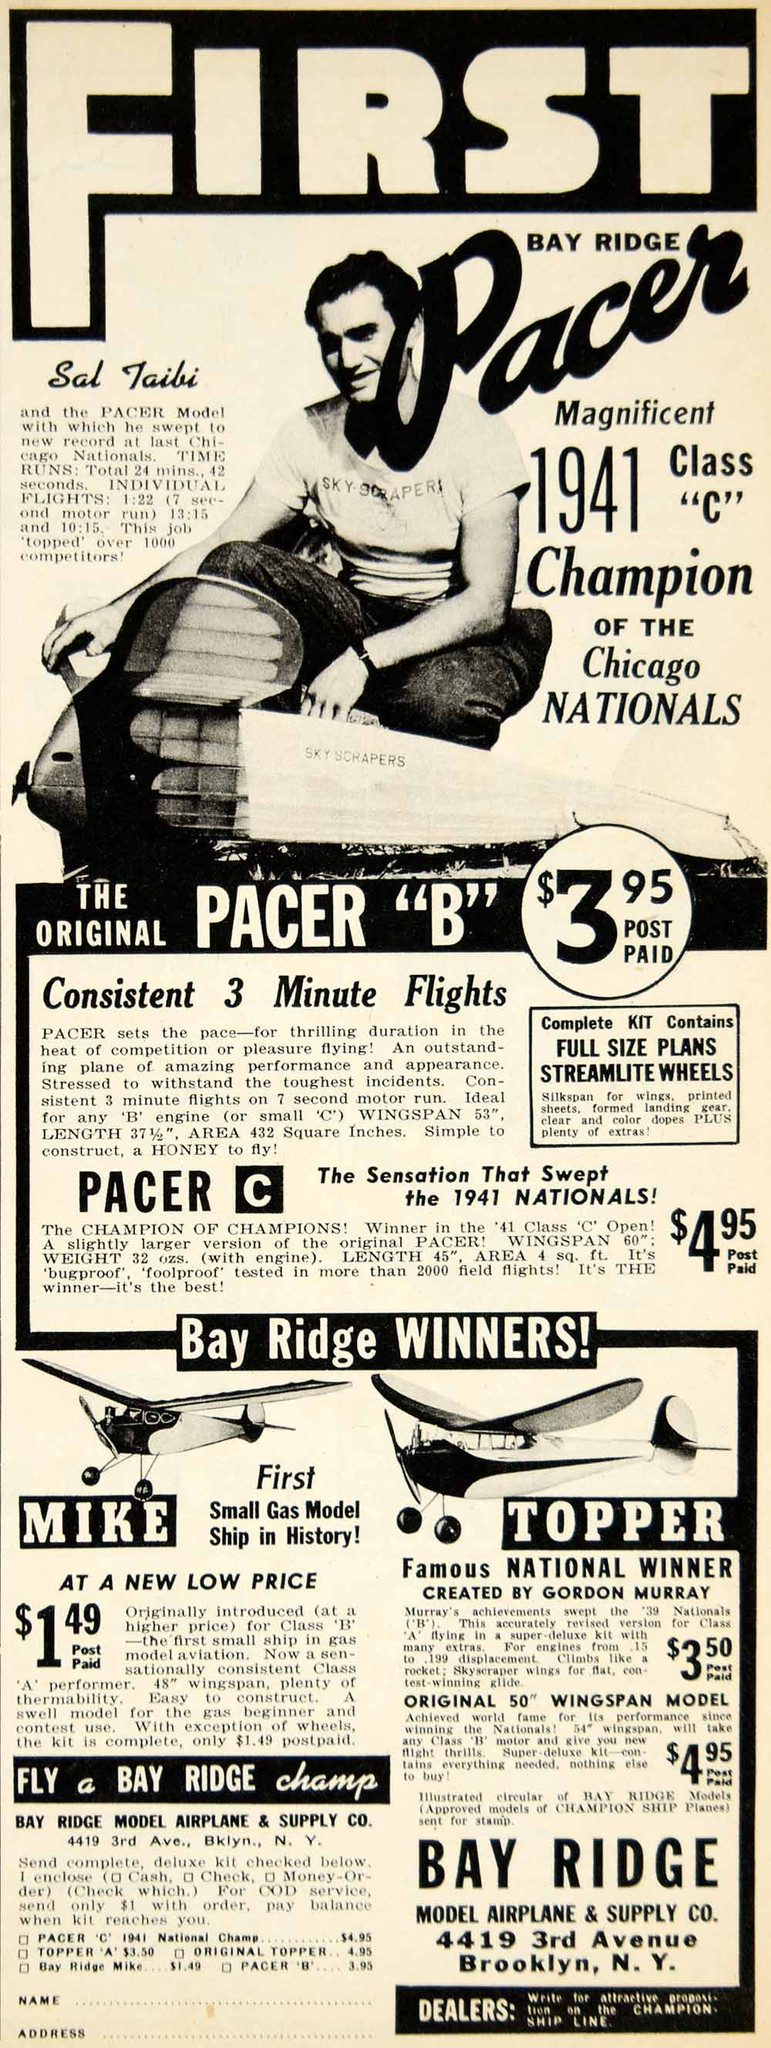 FIRST
BAY RIDGE
Pacer
Sal Taibi
and the PACER Model
with which he swept to
new record at last Chi-
cago Nationals. TIME
RUNS: Total 24 mins., 42
seconds. INDIVIDUAL
FLIGHTS: 1:22 (7 sec-
ond motor run) 13:15
and 10:15. This job
'topped' over 1000
competitors!
SKY-SCRAPERS
Magnificent
1941 Class "C"
Champion
OF THE
Chicago
NATIONALS
SKY SCRAPERS
THE ORIGINAL PACER "B"
$3.95 POST PAID
Consistent 3 Minute Flights
PACER sets the pace—for thrilling duration in the
heat of competition or pleasure flying! An outstand-
ing plane of amazing performance and appearance.
Stressed to withstand the toughest incidents. Con-
sistent 3 minute flights on 7 second motor run. Ideal
for any 'B' engine (or small 'C') WINGSPAN 53",
LENGTH 37½", AREA 432 Square Inches. Simple to
construct, a HONEY to fly!
Complete KIT Contains
FULL SIZE PLANS
STREAMLITE WHEELS
Silkspan for wings, printed
sheets, formed landing gear,
clear and color dopes PLUS
plenty of extras!
PACER C
The Sensation That Swept
the 1941 NATIONALS!
The CHAMPION OF CHAMPIONS! Winner in the '41 Class 'C' Open!
A slightly larger version of the original PACER! WINGSPAN 60";
WEIGHT 32 ozs. (with engine). LENGTH 45", AREA 4 sq. ft. It's
'bugproof', 'foolproof' tested in more than 2000 field flights! It's THE
winner—it's the best!
$4.95 Post Paid
Bay Ridge WINNERS!
MIKE
First
Small Gas Model
Ship in History!
AT A NEW LOW PRICE
$1.49 Post Paid
Originally introduced (at a
higher price) for Class 'B'
—the first small ship in gas
model aviation. Now a sen-
sationally consistent Class
'A' performer. 48" wingspan, plenty of
thermability. Easy to construct. A
swell model for the gas beginner and
contest use. With exception of wheels,
the kit is complete, only $1.49 postpaid.
TOPPER
Famous NATIONAL WINNER
CREATED BY GORDON MURRAY
Murray's achievements swept the '39 Nationals
('B'). This accurately revised version for Class
'A' flying in a super-deluxe kit with
many extras. For engines from .15
to .199 displacement. Climbs like a
rocket; Skyscraper wings for flat, con-
test-winning glide.
$3.50 Post Paid
ORIGINAL 50" WINGSPAN MODEL
Achieved world fame for its performance since
winning the Nationals! 54" wingspan, will take
any Class 'B' motor and give you new
flight thrills. Super-deluxe kit—con-
tains everything needed, nothing else
to buy!
$4.95 Post Paid
Illustrated circular of BAY RIDGE Models
(Approved models of CHAMPION SHIP Planes)
sent for stamp.
FLY a BAY RIDGE champ
BAY RIDGE MODEL AIRPLANE & SUPPLY CO.
4419 3rd Ave., Bklyn., N. Y.
Send complete, deluxe kit checked below.
I enclose (☐ Cash, ☐ Check, ☐ Money-Or-
der) (Check which.) For COD service,
send only $1 with order, pay balance
when kit reaches you.
☐ PACER 'C' 1941 National Champ............$4.95
☐ TOPPER 'A' $3.50 ☐ ORIGINAL TOPPER.. 4.95
☐ Bay Ridge Mike....$1.49 ☐ PACER 'B'.... 3.95
NAME
ADDRESS
BAY RIDGE
MODEL AIRPLANE & SUPPLY CO.
4419 3rd Avenue
Brooklyn, N. Y.
DEALERS: Write for attractive proposi-
tion on the CHAMPION-
SHIP LINE.